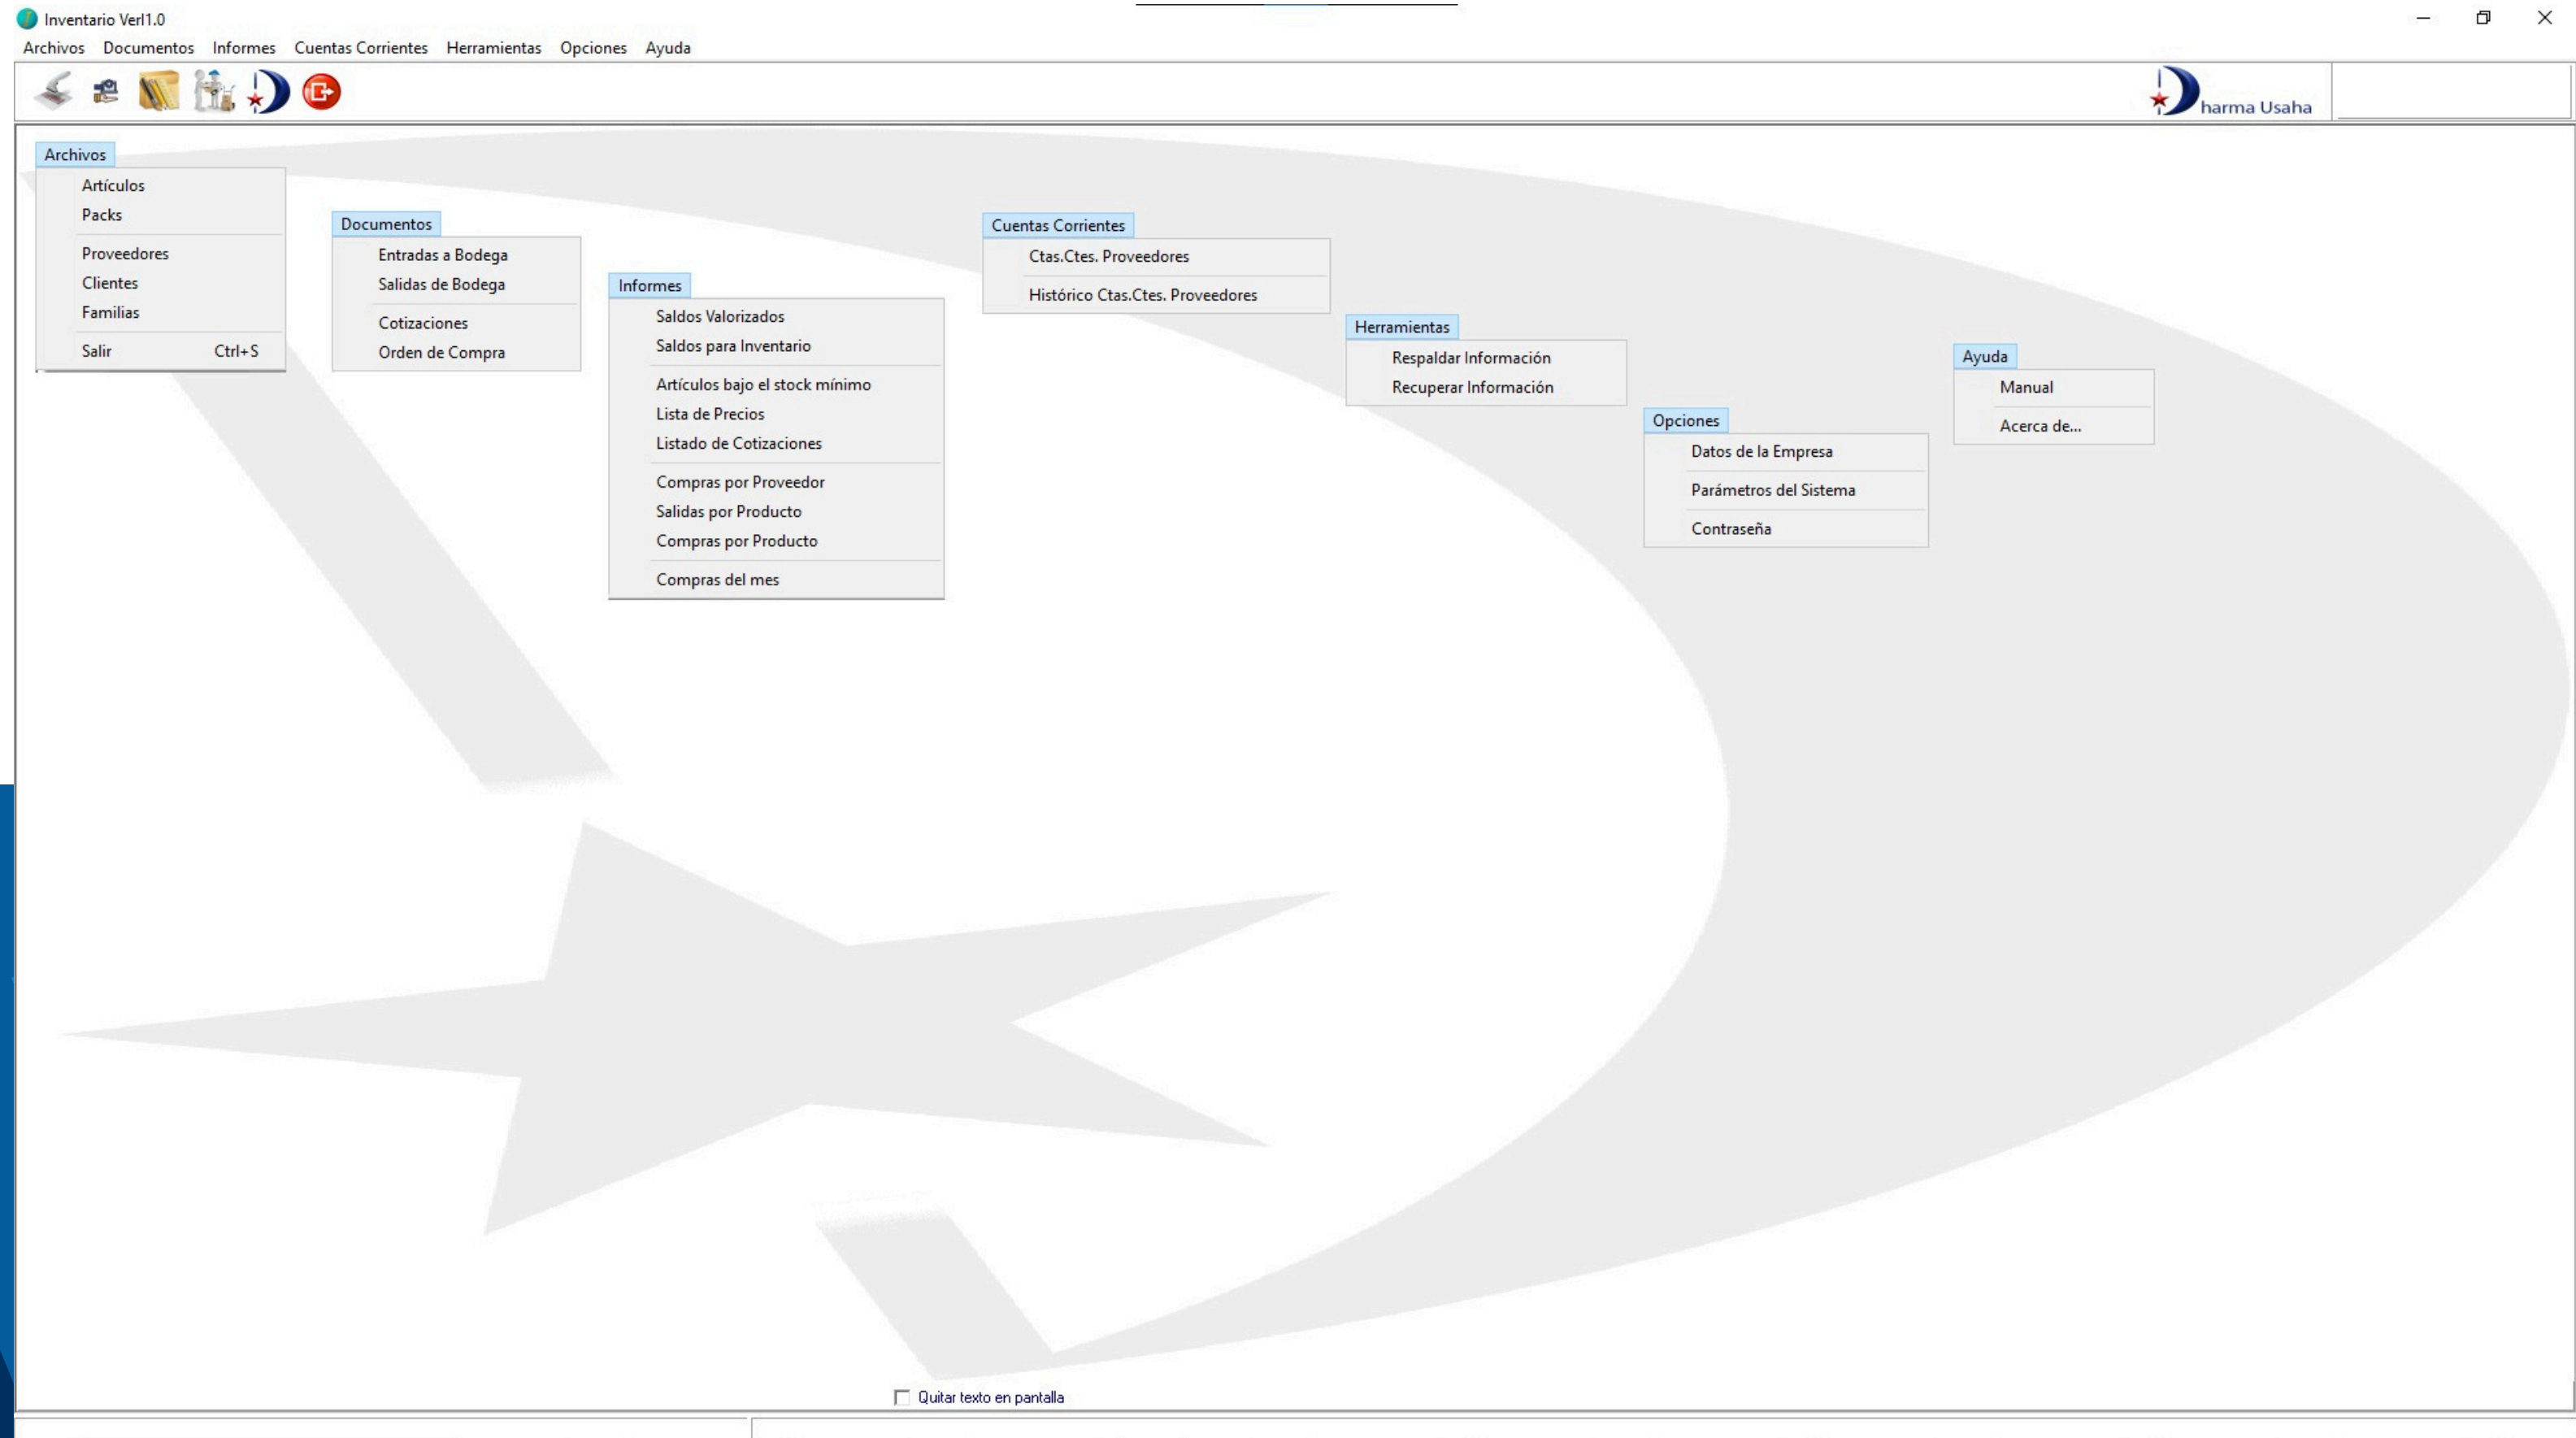 Inventario Verl1.0
Archivos Documentos Informes Cuentas Corrientes Herramientas Opciones Ayuda
harma Usaha
Archivos
Artículos
Packs
Proveedores
Clientes
Familias
Salir Ctrl+S
Documentos
Entradas a Bodega
Salidas de Bodega
Cotizaciones
Orden de Compra
Informes
Saldos Valorizados
Saldos para Inventario
Artículos bajo el stock mínimo
Lista de Precios
Listado de Cotizaciones
Compras por Proveedor
Salidas por Producto
Compras por Producto
Compras del mes
Cuentas Corrientes
Ctas.Ctes. Proveedores
Histórico Ctas.Ctes. Proveedores
Herramientas
Respaldar Información
Recuperar Información
Opciones
Datos de la Empresa
Parámetros del Sistema
Contraseña
Ayuda
Manual
Acerca de...
Quitar texto en pantalla